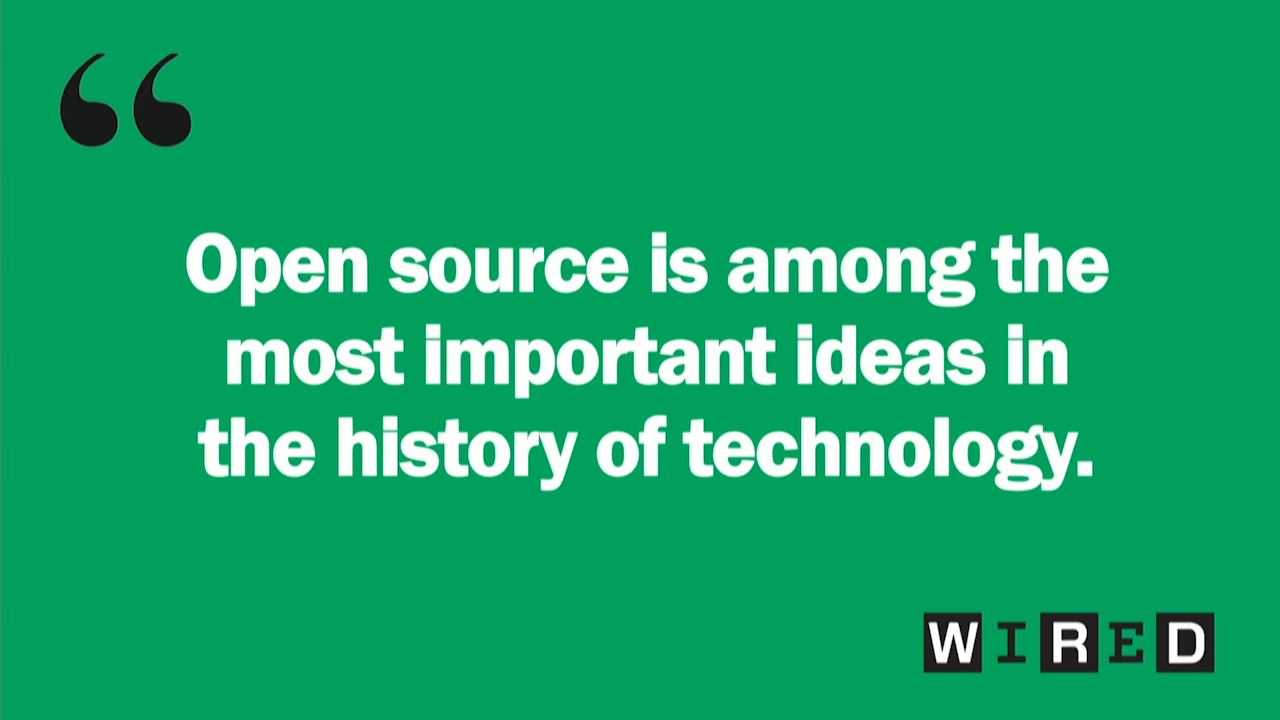 “
Open source is among the
most important ideas in
the history of technology.
WIRED